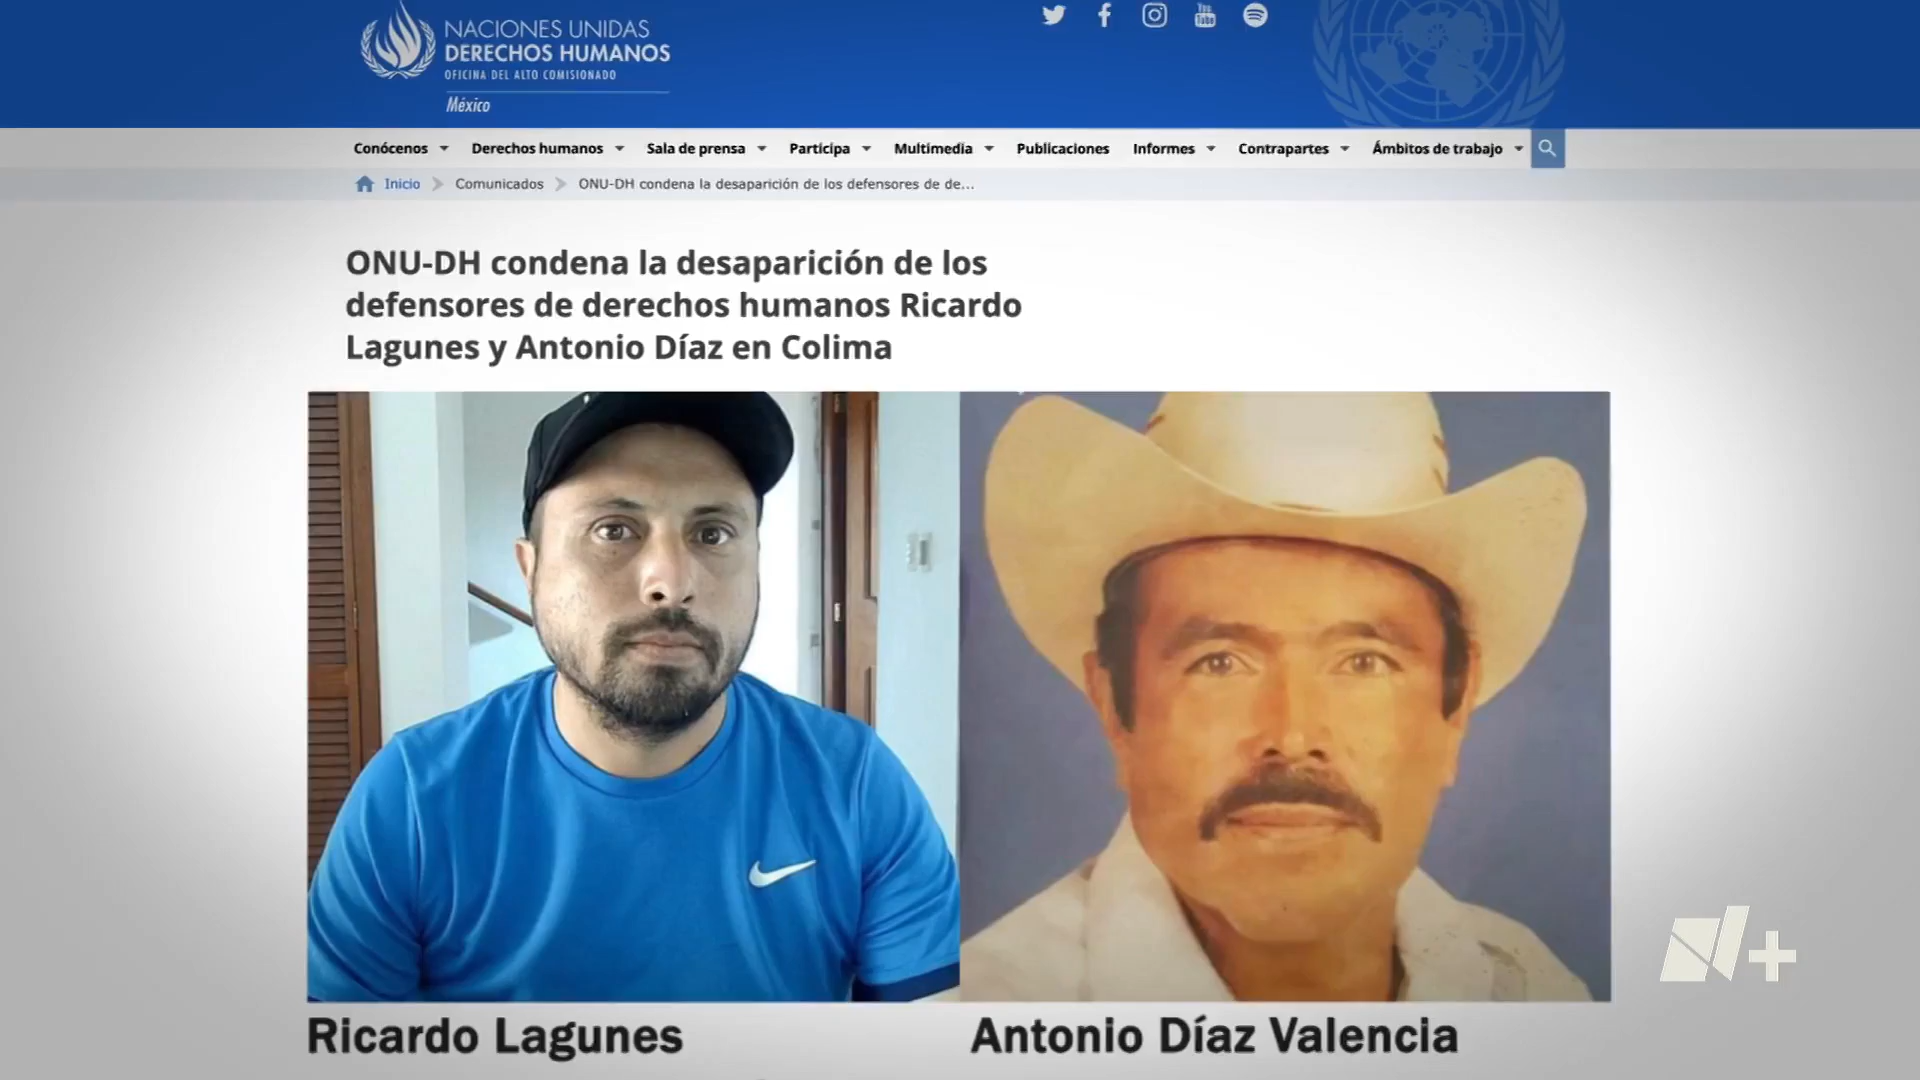 NACIONES UNIDAS
DERECHOS HUMANOS
OFICINA DEL ALTO COMISIONADO
México
Conócenos Derechos humanos Sala de prensa Participa Multimedia Publicaciones Informes Contrapartes Ámbitos de trabajo
Inicio Comunicados ONU-DH condena la desaparición de los defensores de de...
ONU-DH condena la desaparición de los
defensores de derechos humanos Ricardo
Lagunes y Antonio Díaz en Colima
Ricardo Lagunes Antonio Díaz Valencia
N+